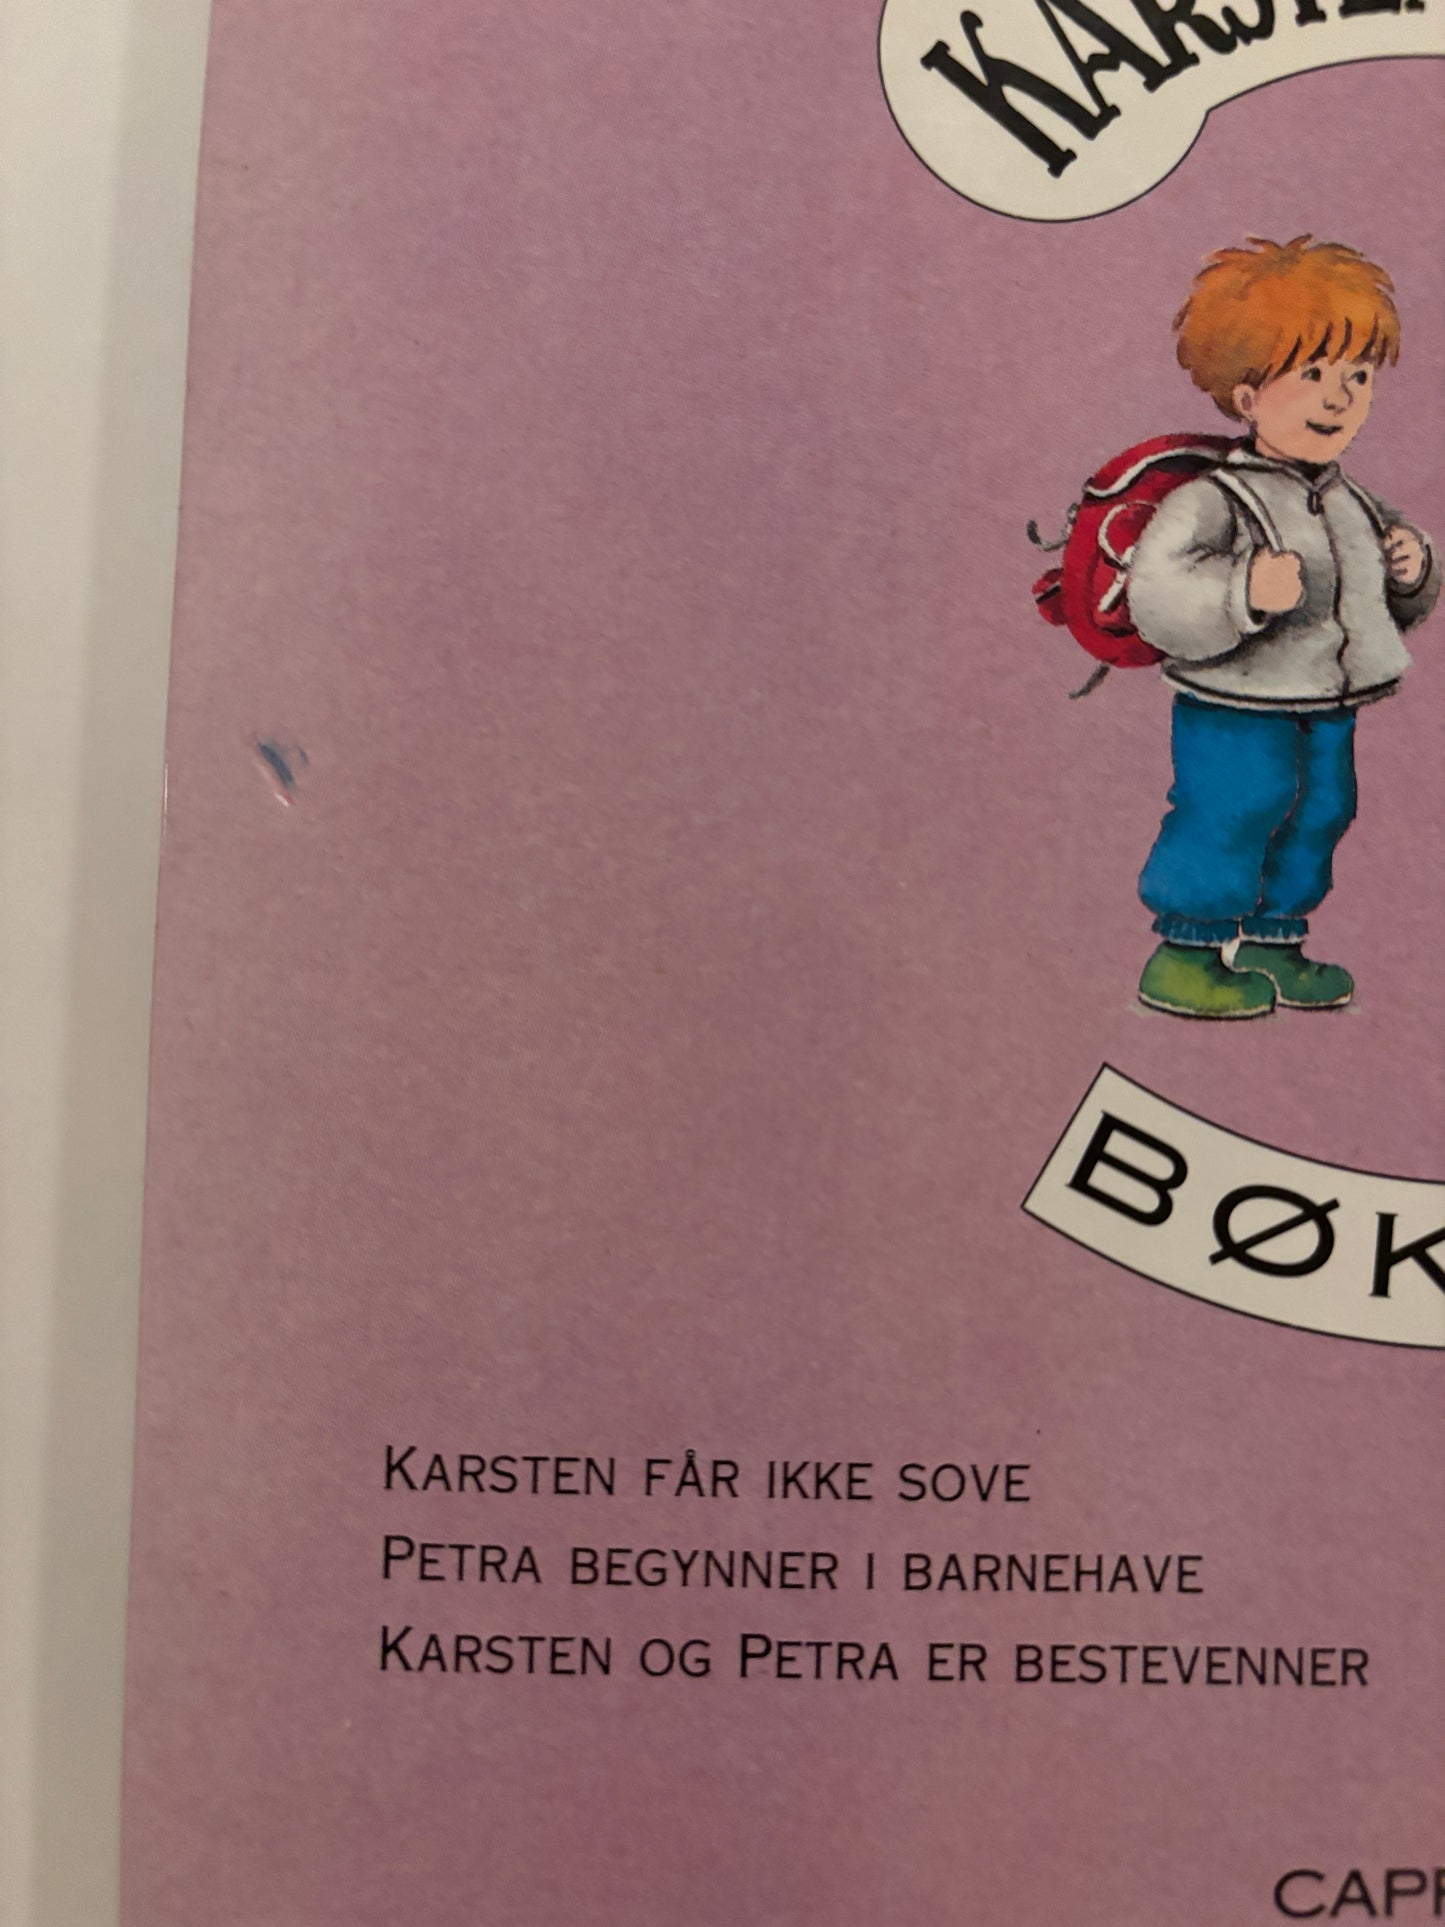 BØK
KARSTEN FÅR IKKE SOVE
PETRA BEGYNNER I BARNEHAVE
KARSTEN OG PETRA ER BESTEVENNER